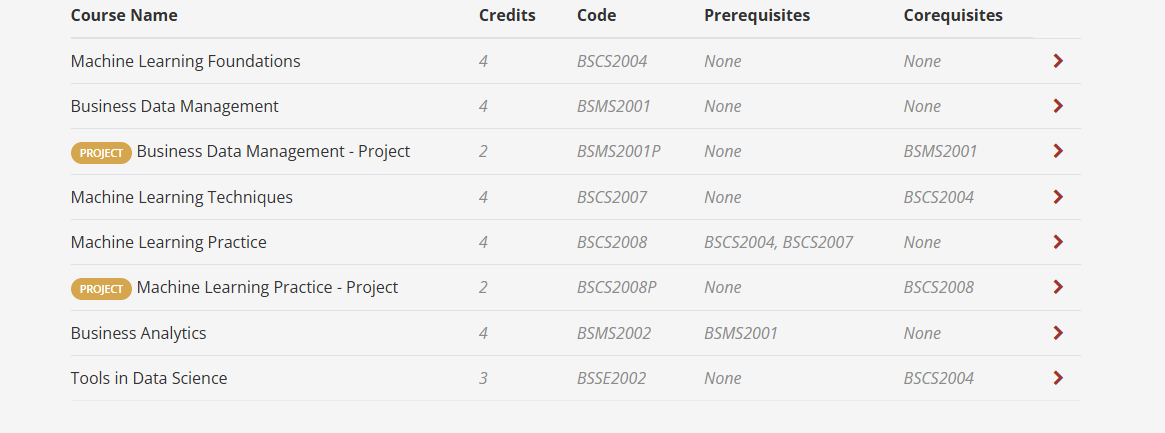 Course Name Credits Code Prerequisites Corequisites
Machine Learning Foundations 4 BSCS2004 None None
Business Data Management 4 BSMS2001 None None
PROJECT Business Data Management - Project 2 BSMS2001P None BSMS2001
Machine Learning Techniques 4 BSCS2007 None BSCS2004
Machine Learning Practice 4 BSCS2008 BSCS2004, BSCS2007 None
PROJECT Machine Learning Practice - Project 2 BSCS2008P None BSCS2008
Business Analytics 4 BSMS2002 BSMS2001 None
Tools in Data Science 3 BSSE2002 None BSCS2004